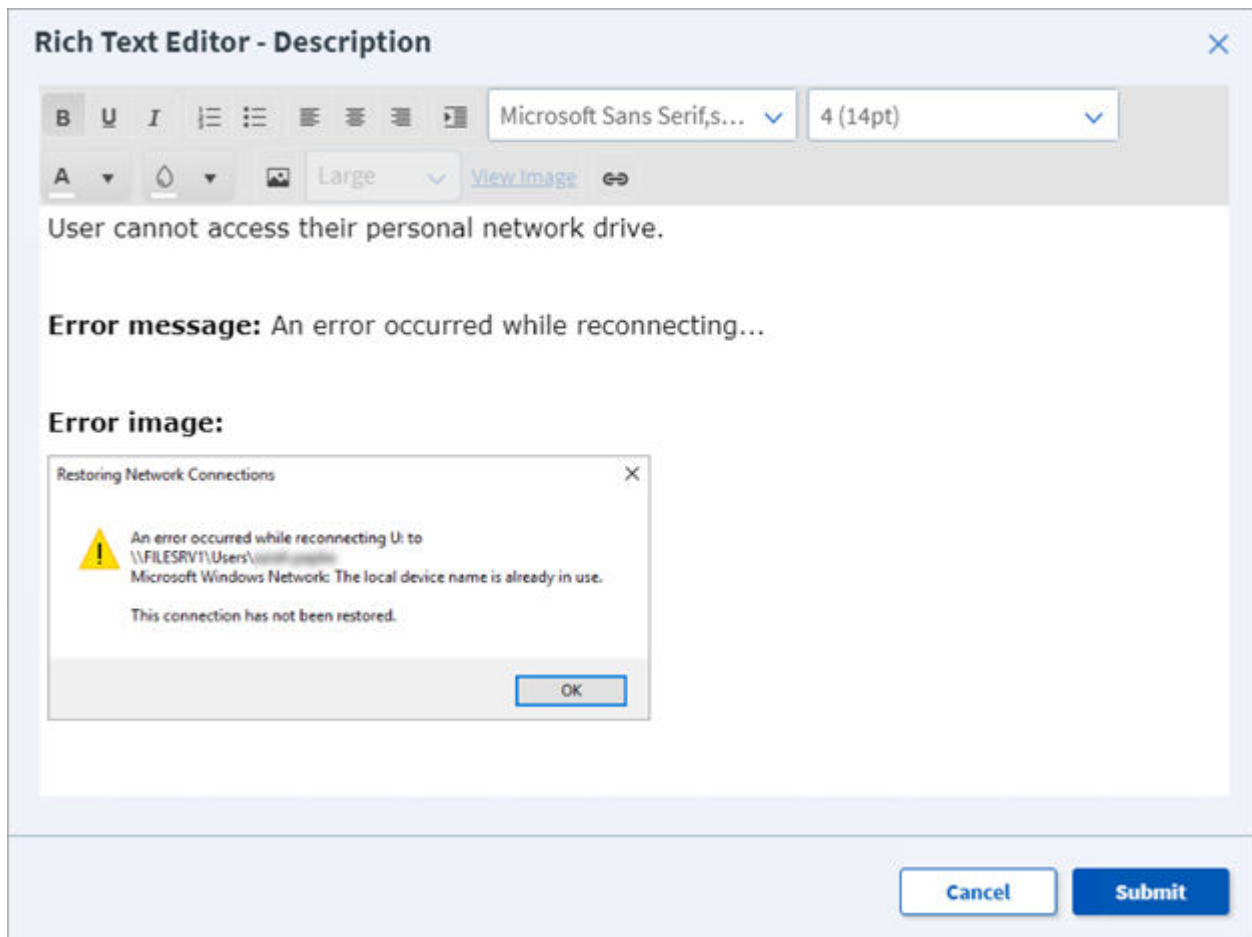 Rich Text Editor - Description
B U I Microsoft Sans Serif,s... 4 (14pt)
A Large View Image
User cannot access their personal network drive.
Error message: An error occurred while reconnecting...
Error image:
Restoring Network Connections
An error occurred while reconnecting U: to
\\FILESRV1\Users\
Microsoft Windows Network: The local device name is already in use.
This connection has not been restored.
OK
Cancel Submit